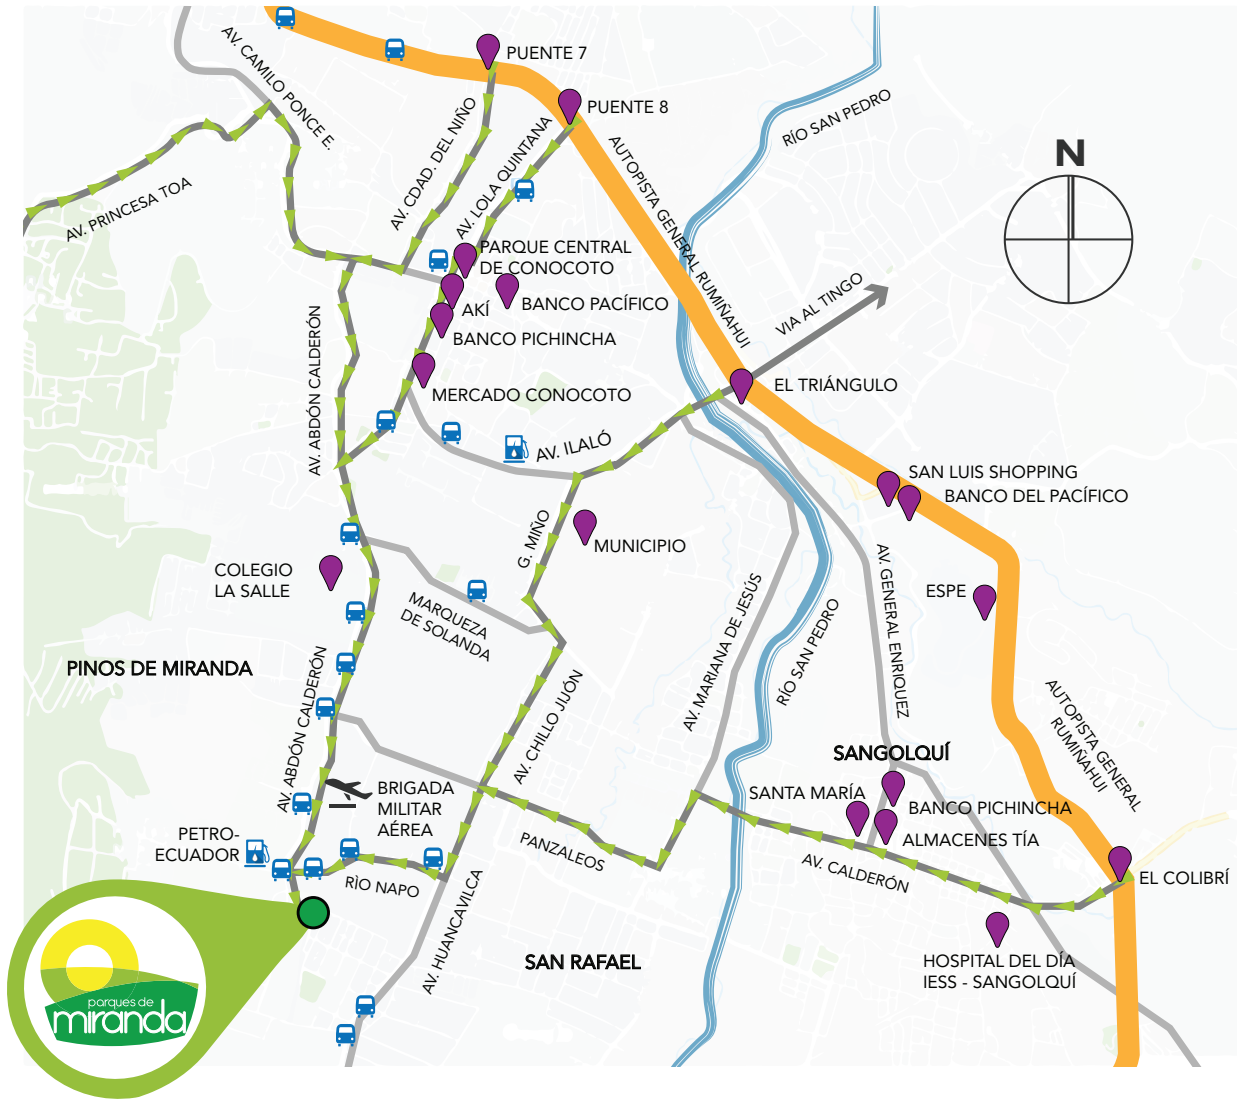 PUENTE 7
AV. CAMILO PONCE E.
PUENTE 8
RÍO SAN PEDRO
AV. CDAD. DEL NIÑO
AV. LOLA QUINTANA
AUTOPISTA GENERAL RUMIÑAHUI
N
AV. PRINCESA TOA
PARQUE CENTRAL
DE CONOCOTO
BANCO PACÍFICO
AKÍ
VIA AL TINGO
BANCO PICHINCHA
AV. ABDÓN CALDERÓN
MERCADO CONOCOTO
EL TRIÁNGULO
AV. ILALÓ
SAN LUIS SHOPPING
BANCO DEL PACÍFICO
G. MIÑO
MUNICIPIO
COLEGIO
LA SALLE
MARQUEZA
DE SOLANDA
AV. MARIANA DE JESÚS
RÍO SAN PEDRO
AV. GENERAL ENRIQUEZ
ESPE
PINOS DE MIRANDA
AV. ABDÓN CALDERÓN
AV. CHILLO JIJÓN
AUTOPISTA GENERAL
RUMIÑAHUI
SANGOLQUÍ
BRIGADA
MILITAR
AÉREA
SANTA MARÍA
BANCO PICHINCHA
ALMACENES TÍA
PETRO-
ECUADOR
PANZALEOS
AV. CALDERÓN
RÌO NAPO
EL COLIBRÍ
AV. HUANCAVILCA
SAN RAFAEL
HOSPITAL DEL DÍA
IESS - SANGOLQUÍ
parques de
miranda